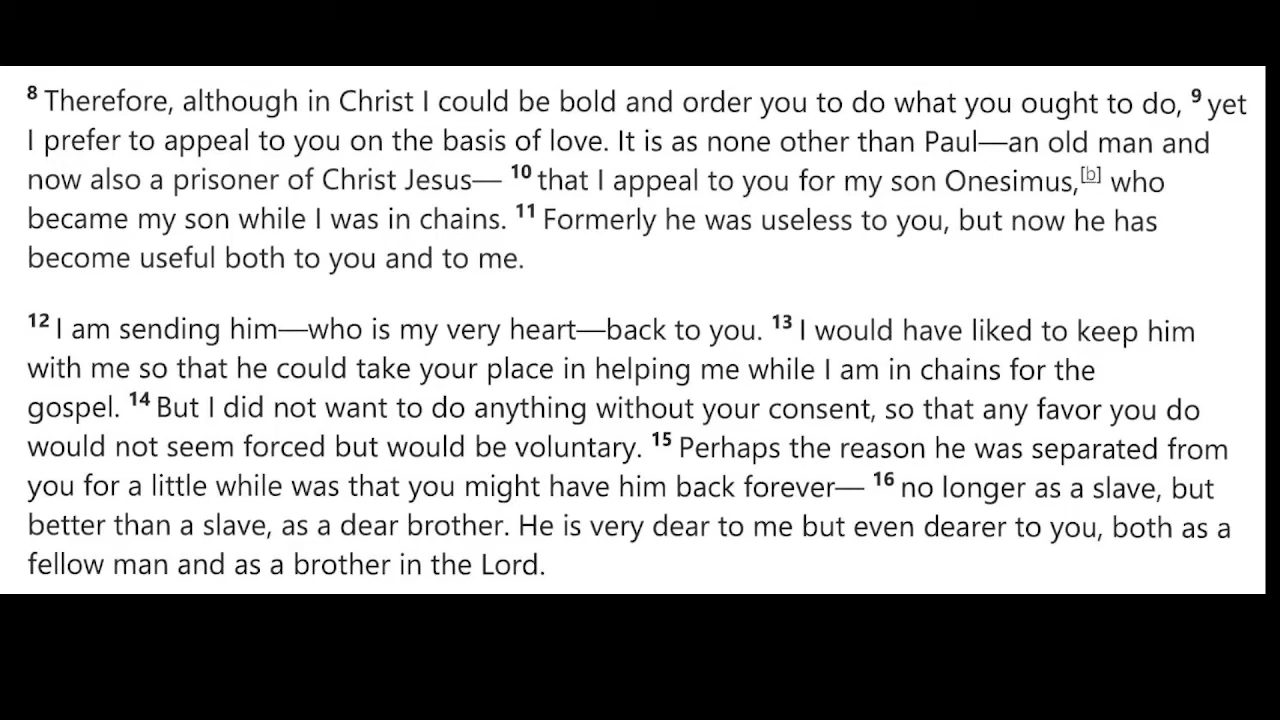 8 Therefore, although in Christ I could be bold and order you to do what you ought to do, 9 yet
I prefer to appeal to you on the basis of love. It is as none other than Paul—an old man and
now also a prisoner of Christ Jesus— 10 that I appeal to you for my son Onesimus,[b] who
became my son while I was in chains. 11 Formerly he was useless to you, but now he has
become useful both to you and to me.
12 I am sending him—who is my very heart—back to you. 13 I would have liked to keep him
with me so that he could take your place in helping me while I am in chains for the
gospel. 14 But I did not want to do anything without your consent, so that any favor you do
would not seem forced but would be voluntary. 15 Perhaps the reason he was separated from
you for a little while was that you might have him back forever— 16 no longer as a slave, but
better than a slave, as a dear brother. He is very dear to me but even dearer to you, both as a
fellow man and as a brother in the Lord.